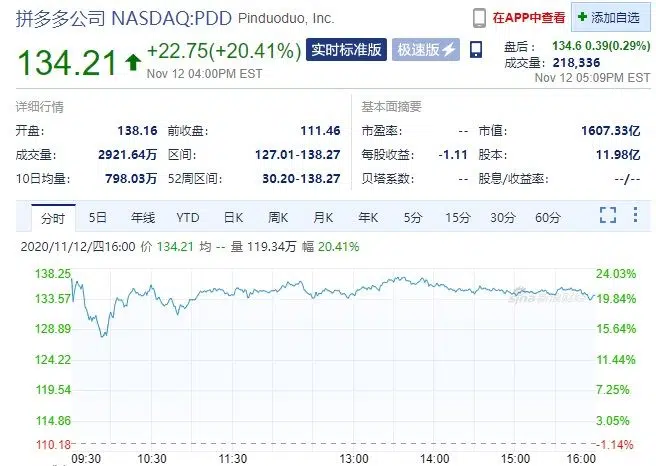 拼多多公司 NASDAQ:PDD Pinduoduo, Inc. 在APP中查看 + 添加自选
134.21 +22.75(+20.41%) 实时标准版 极速版 盘后: 134.6 0.39(0.29%)
Nov 12 04:00PM EST 成交量: 218,336
Nov 12 05:09PM EST
详细行情 基本面摘要
开盘: 138.16 前收盘: 111.46 市盈率: -- 市值: 1607.33亿
成交量: 2921.64万 区间: 127.01-138.27 每股收益: -1.11 股本: 11.98亿
10日均量: 798.03万 52周区间: 30.20-138.27 贝塔系数: -- 股息/收益率: --/--
分时 5日 年线 YTD 日K 周K 月K 年K 5分 15分 30分 60分
2020/11/12/四16:00 价 134.21 均 -- 量 119.34万 幅 20.41%
138.25 24.03%
133.57 sina新浪财经 19.84%
128.89 15.64%
124.22 11.45%
119.54 7.25%
114.86 3.05%
110.18 -1.14%
09:30 10:30 11:30 13:00 14:00 15:00 16:00